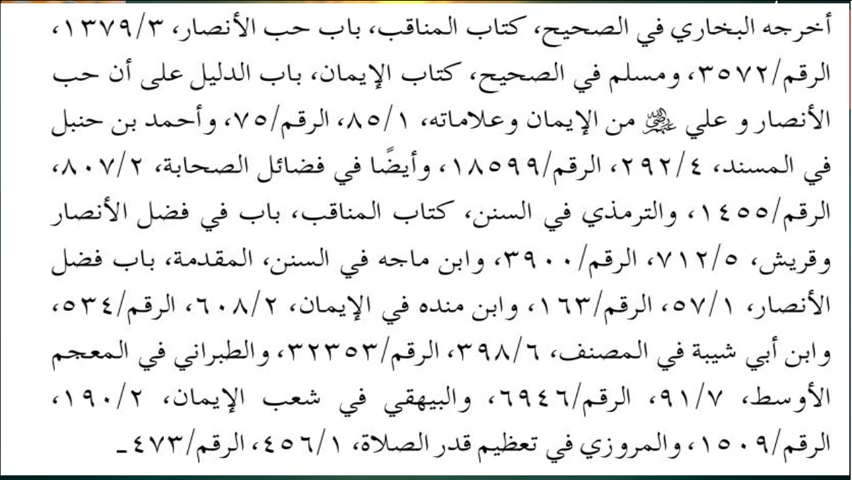 أخرجه البخاري في الصحيح، كتاب المناقب، باب حب الأنصار، ١٣٧٩/٣،
الرقم/٣٥٧٢، ومسلم في الصحيح، كتاب الإيمان، باب الدليل على أن حب
الأنصار و علي ﷺ من الإيمان وعلاماته، ٨٥/١، الرقم/٧٥، وأحمد بن حنبل
في المسند، ٢٩٢/٤، الرقم/١٨٥٩٩، وأيضًا في فضائل الصحابة، ٨٠٧/٢،
الرقم/١٤٥٥، والترمذي في السنن، كتاب المناقب، باب في فضل الأنصار
وقريش، ٧١٢/٥، الرقم/٣٩٠٠، وابن ماجه في السنن، المقدمة، باب فضل
الأنصار، ٥٧/١، الرقم/١٦٣، وابن منده في الإيمان، ٦٠٨/٢، الرقم/٥٣٤،
وابن أبي شيبة في المصنف، ٣٩٨/٦، الرقم/٣٢٣٥٣، والطبراني في المعجم
الأوسط، ٩١/٧، الرقم/٦٩٤٦، والبيهقي في شعب الإيمان، ١٩٠/٢،
الرقم/١٥٠٩، والمروزي في تعظيم قدر الصلاة، ٤٥٦/١، الرقم/٤٧٣ـ